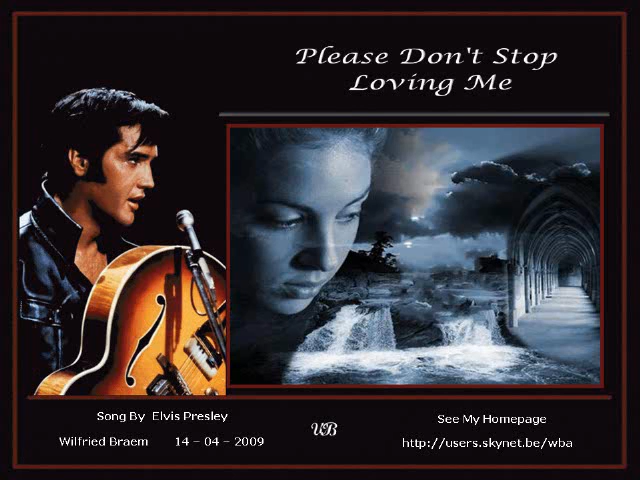 Please Don't Stop
Loving Me
Song By Elvis Presley
Wilfried Braem 14 - 04 - 2009
WB
See My Homepage
http://users.skynet.be/wba